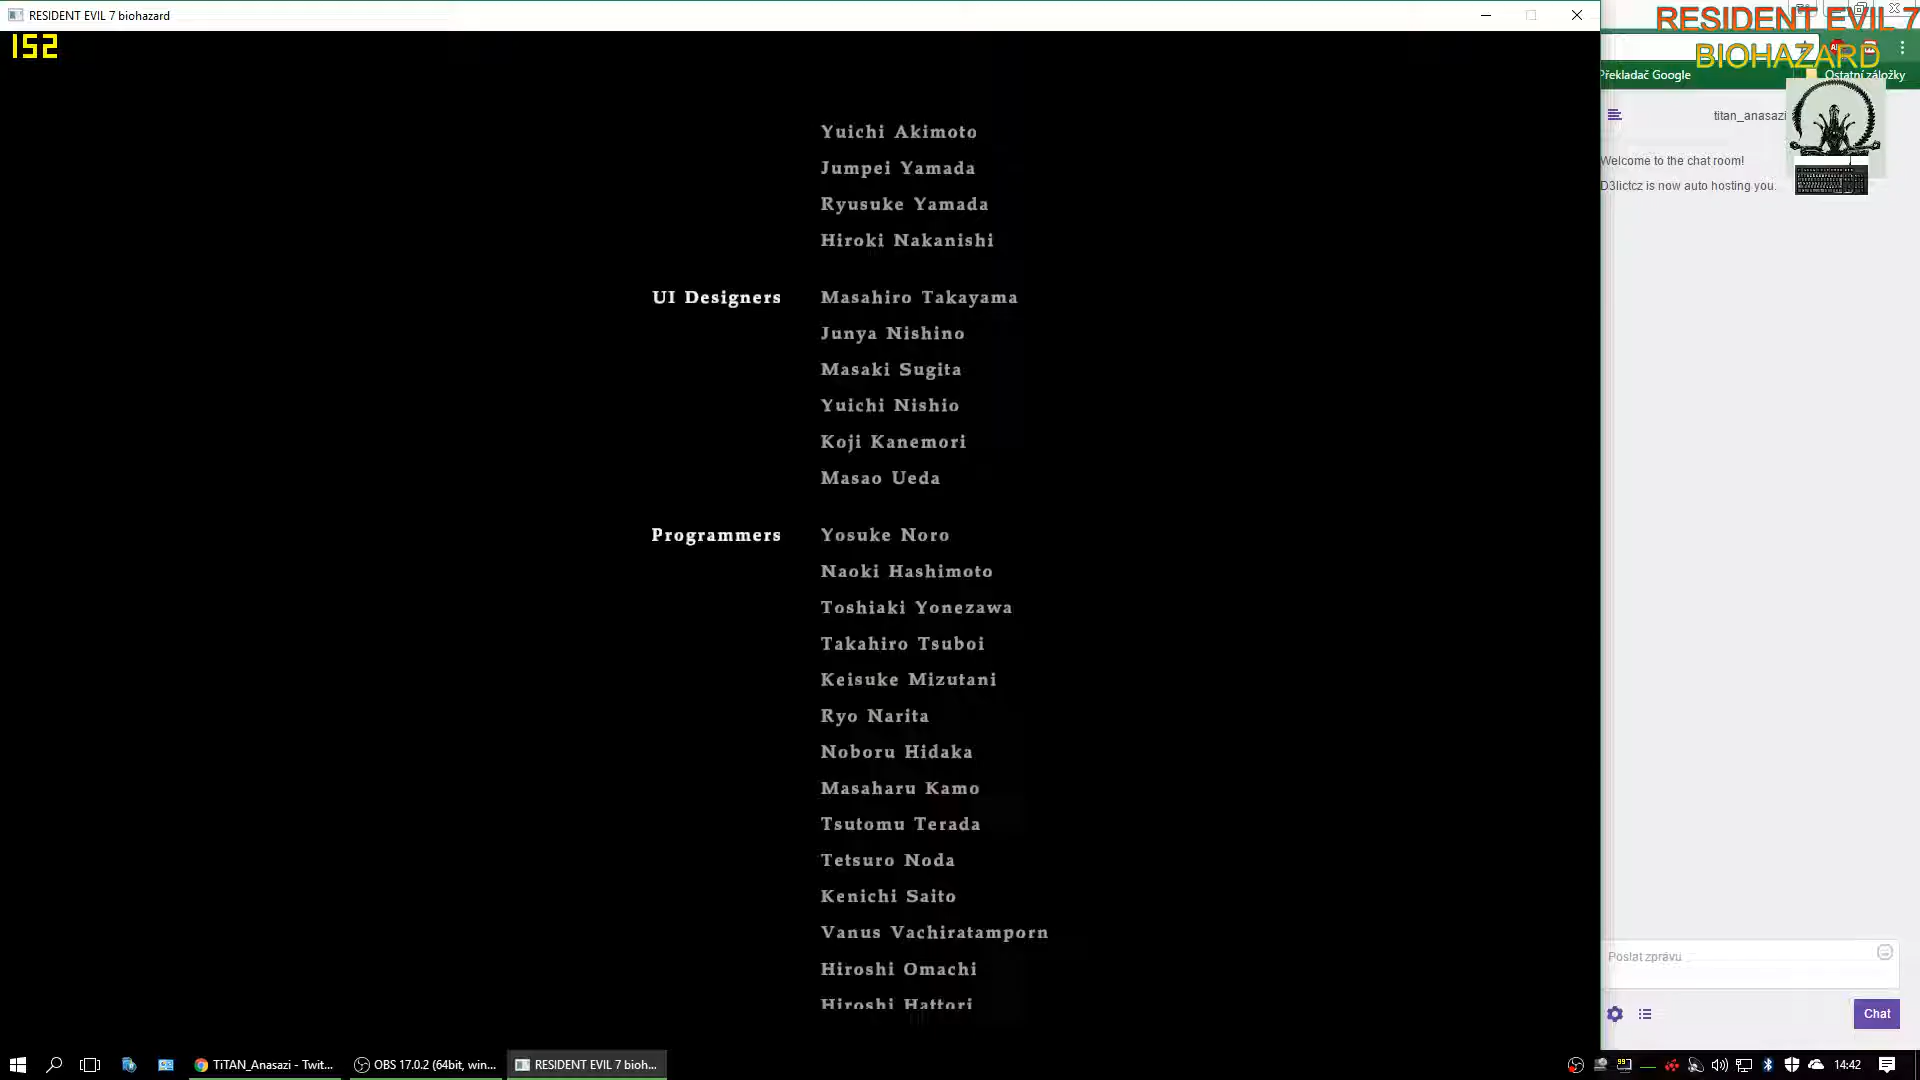 RESIDENT EVIL 7 biohazard
152
Yuichi Akimoto
Jumpei Yamada
Ryusuke Yamada
Hiroki Nakanishi
UI Designers
Masahiro Takayama
Junya Nishino
Masaki Sugita
Yuichi Nishio
Koji Kanemori
Masao Ueda
Programmers
Yosuke Noro
Naoki Hashimoto
Toshiaki Yonezawa
Takahiro Tsuboi
Keisuke Mizutani
Ryo Narita
Noboru Hidaka
Masaharu Kamo
Tsutomu Terada
Tetsuro Noda
Kenichi Saito
Vanus Vachiratamporn
Hiroshi Omachi
Hiroshi Hattori
RESIDENT EVIL 7
BIOHAZARD
Překladač Google
Ostatní záložky
titan_anasazi
Welcome to the chat room!
D3lictcz is now auto hosting you.
Poslat zprávu
Chat
TiTAN_Anasazi - Twit...
OBS 17.0.2 (64bit, win...
RESIDENT EVIL 7 bioh...
14:42